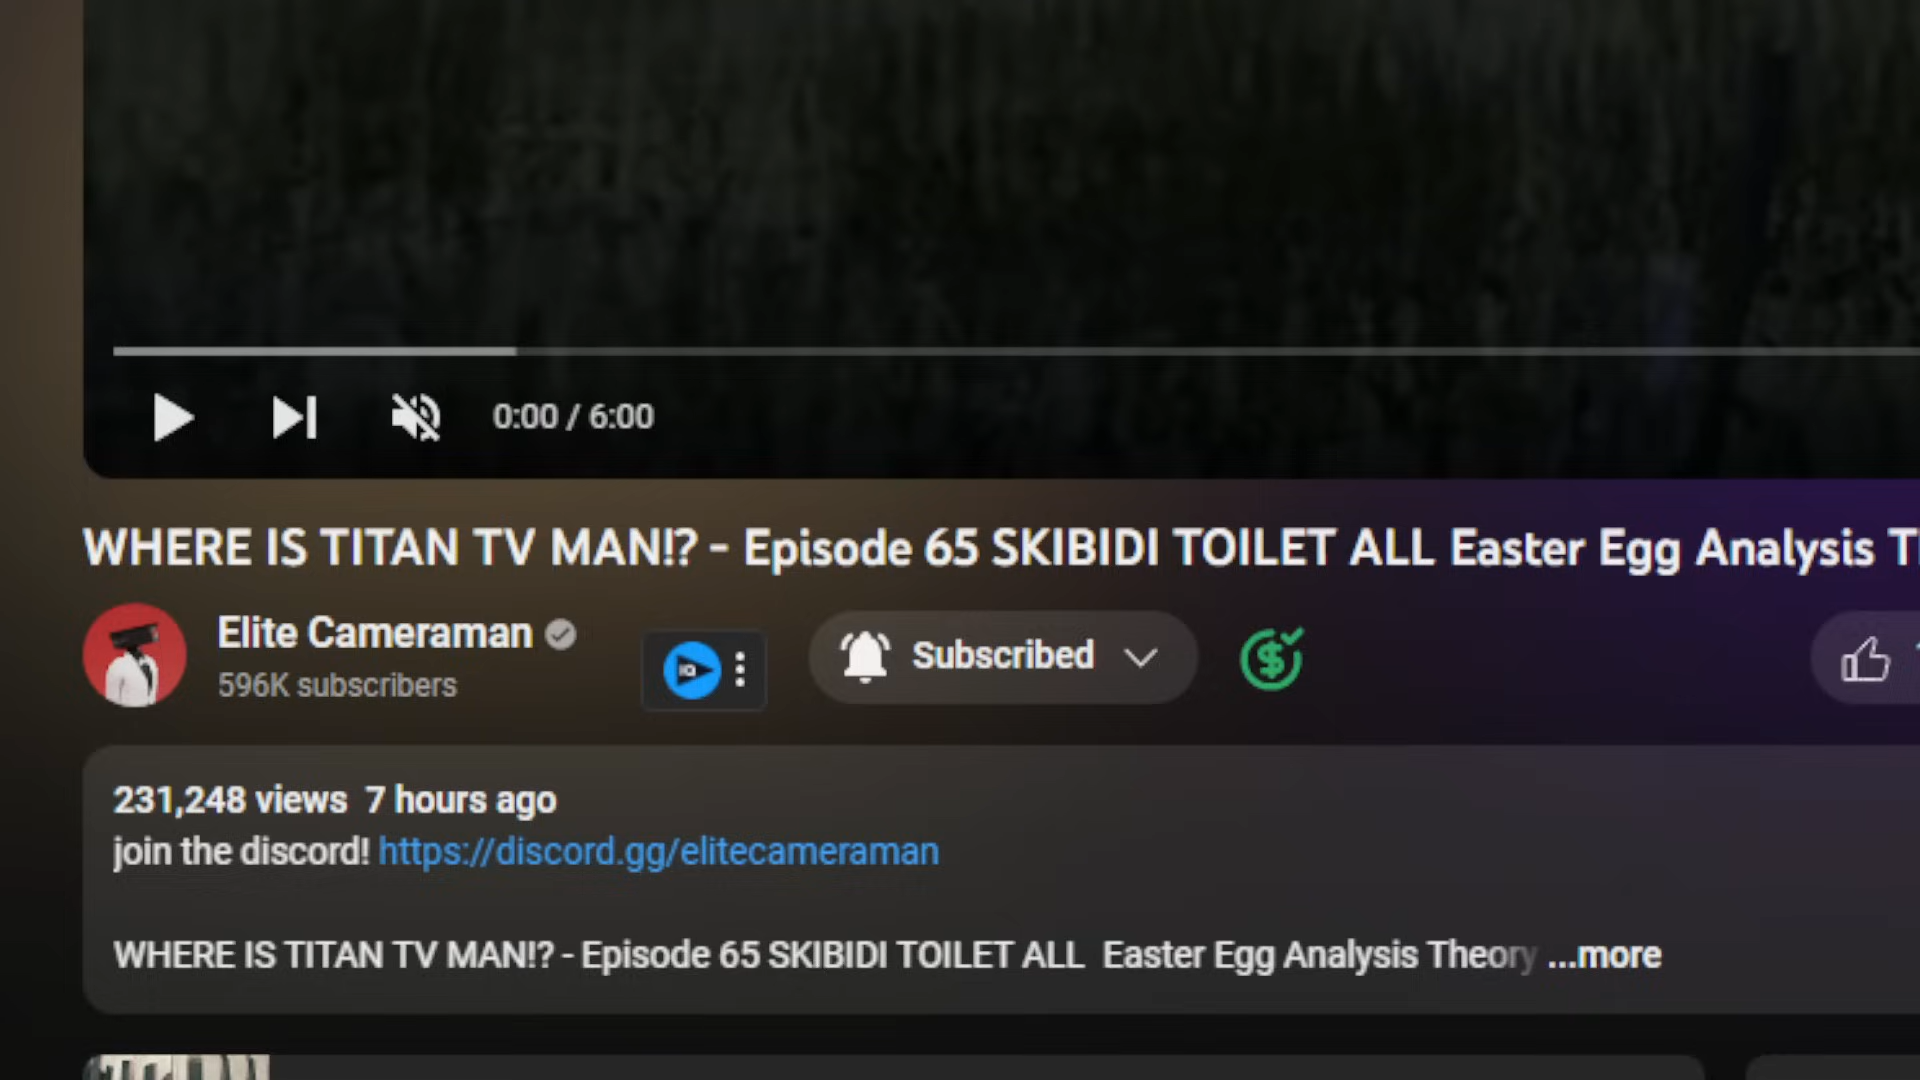 0:00 / 6:00
WHERE IS TITAN TV MAN!? - Episode 65 SKIBIDI TOILET ALL Easter Egg Analysis
Elite Cameraman
596K subscribers
IQ
Subscribed
231,248 views 7 hours ago
join the discord! https://discord.gg/elitecameraman
WHERE IS TITAN TV MAN!? - Episode 65 SKIBIDI TOILET ALL Easter Egg Analysis Theory ...more